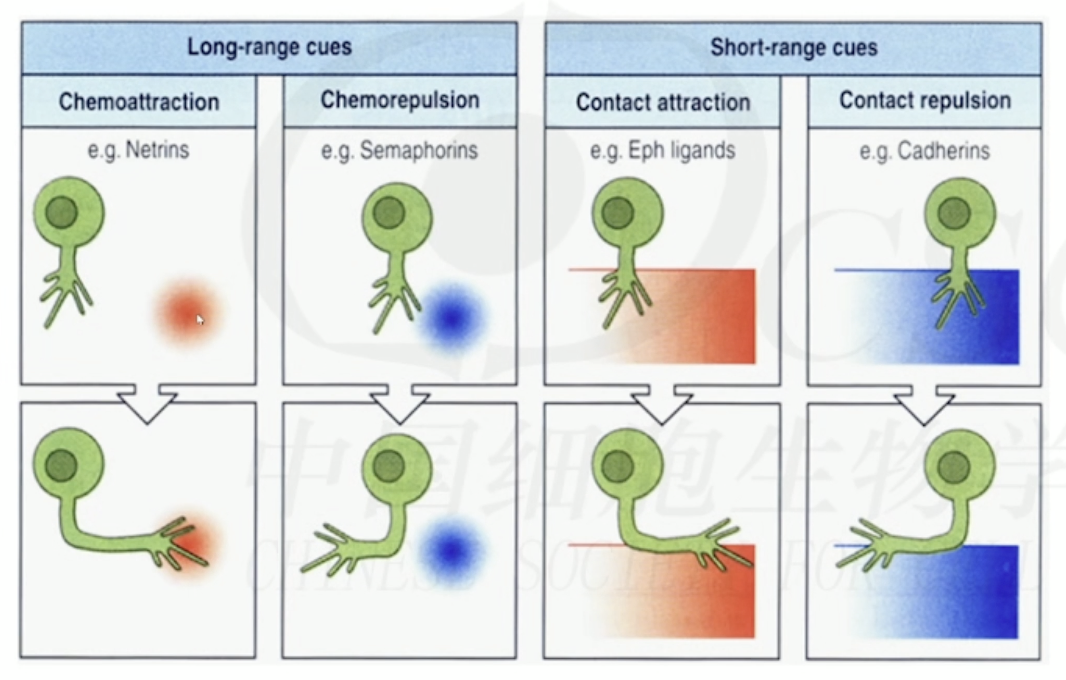 Long-range cues
Short-range cues
Chemoattraction
Chemorepulsion
Contact attraction
Contact repulsion
e.g. Netrins
e.g. Semaphorins
e.g. Eph ligands
e.g. Cadherins
中国细胞生物学
CHINESE SOCIETY FOR CELL